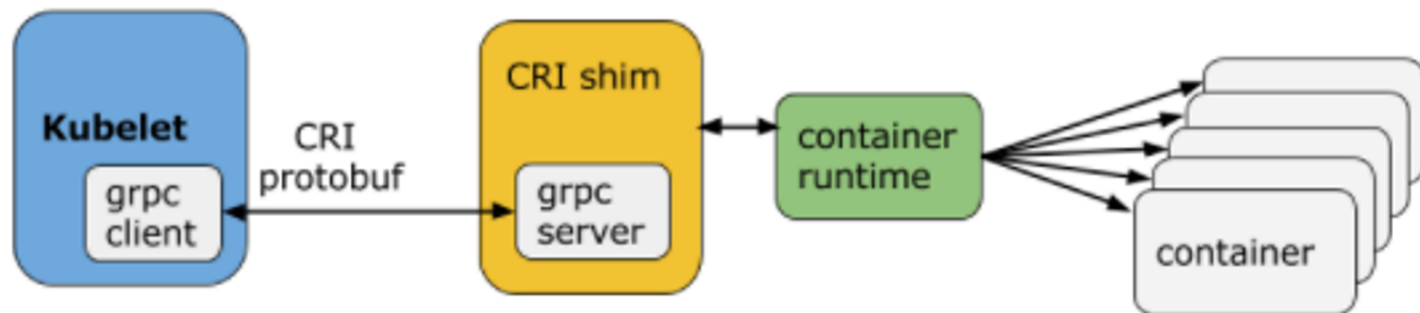 Kubelet
grpc
client
CRI
protobuf
CRI shim
grpc
server
container
runtime
container